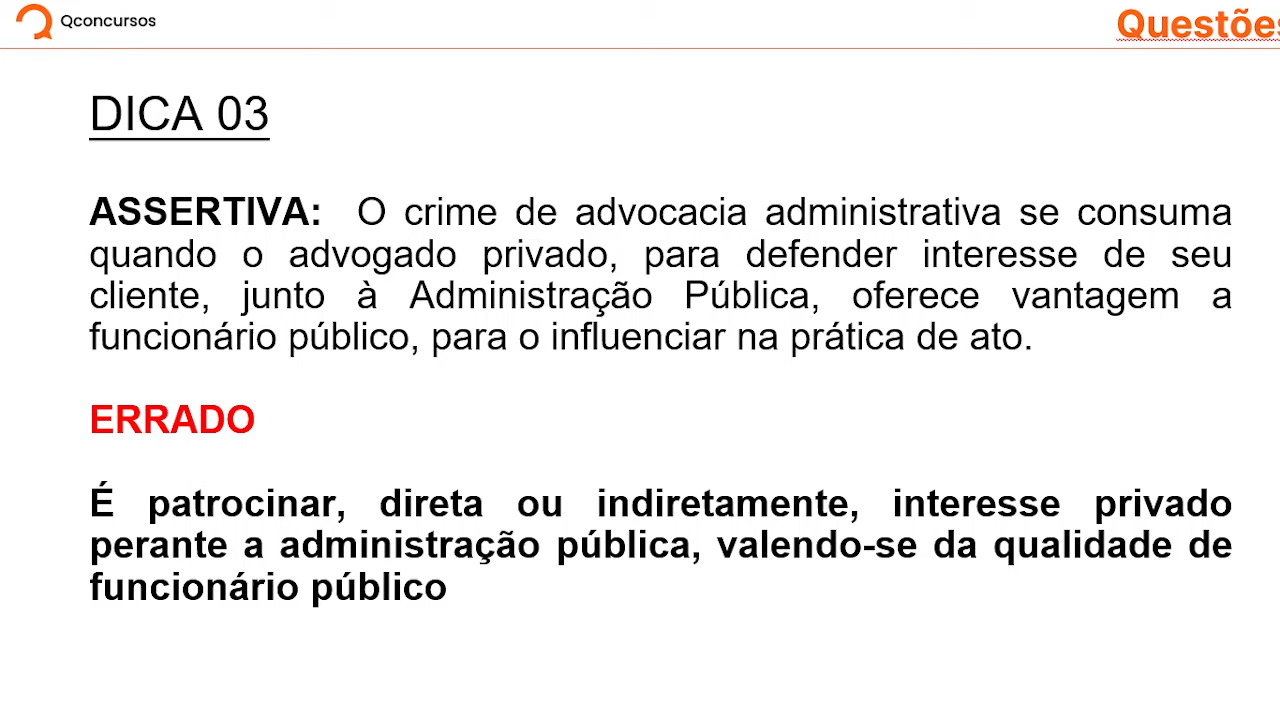 Qconcursos
Questões
DICA 03
ASSERTIVA: O crime de advocacia administrativa se consuma
quando o advogado privado, para defender interesse de seu
cliente, junto à Administração Pública, oferece vantagem a
funcionário público, para o influenciar na prática de ato.
ERRADO
É patrocinar, direta ou indiretamente, interesse privado
perante a administração pública, valendo-se da qualidade de
funcionário público